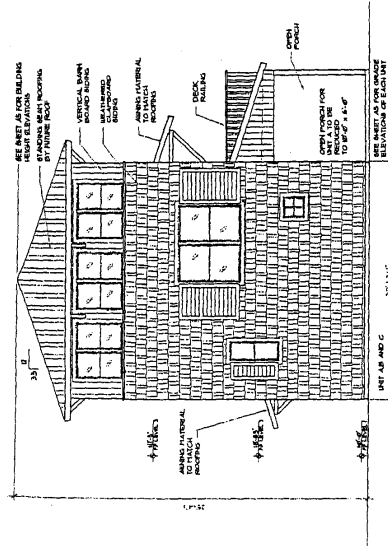 SEE SHEET A5 FOR BUILDING
HEIGHT ELEVATIONS
STANDING SEAM ROOFING
BY FUTURE ROOF
VERTICAL BARN
BOARD SIDING
WEATHERED
CLAPBOARD
SIDING
AWNING MATERIAL
TO MATCH
ROOFING
DECK
RAILING
OPEN
PORCH
OPEN PORCH FOR
UNIT A TO BE
REDUCED
SEE SHEET A5 FOR GRADE
ELEVATIONS OF EACH UNIT
12
AWNING MATERIAL
TO MATCH
ROOFING
UNIT A,B AND C